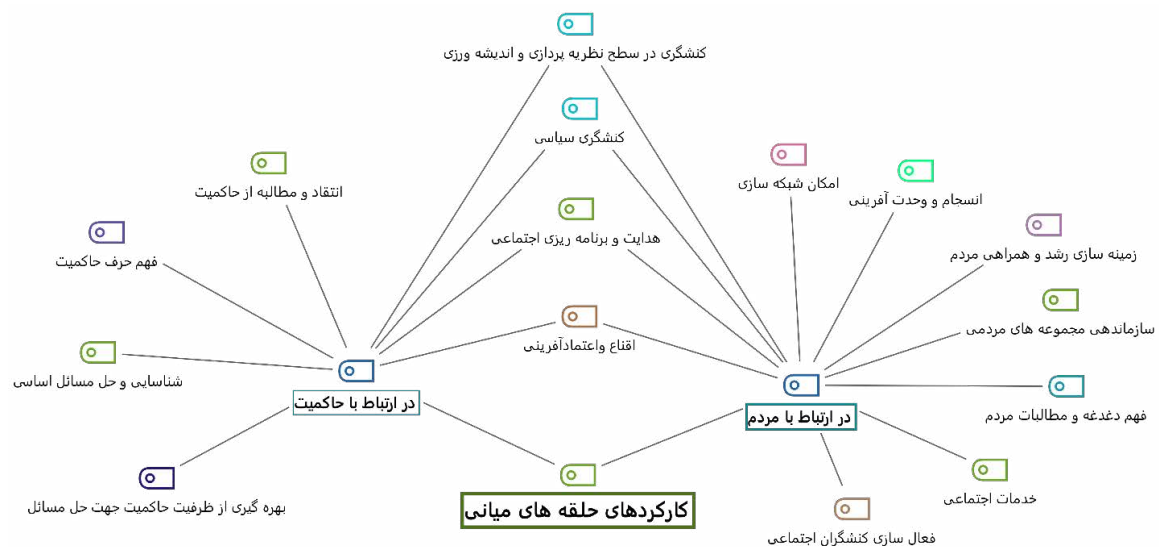 کنشگری در سطح نظریه پردازی و اندیشه ورزی
کنشگری سیاسی
امکان شبکه سازی
انتقاد و مطالبه از حاکمیت
انسجام و وحدت آفرینی
هدایت و برنامه ریزی اجتماعی
زمینه سازی رشد و همراهی مردم
فهم حرف حاکمیت
سازماندهی مجموعه های مردمی
اقناع واعتمادآفرینی
شناسایی و حل مسائل اساسی
در ارتباط با حاکمیت
فهم دغدغه و مطالبات مردم
در ارتباط با مردم
خدمات اجتماعی
بهره گیری از ظرفیت حاکمیت جهت حل مسائل
کارکردهای حلقه های میانی
فعال سازی کنشگران اجتماعی